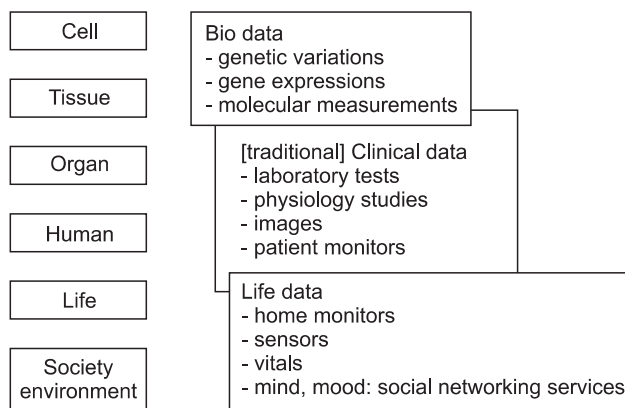 Cell
Tissue
Organ
Human
Life
Society
environment
Bio data
- genetic variations
- gene expressions
- molecular measurements
[traditional] Clinical data
- laboratory tests
- physiology studies
- images
- patient monitors
Life data
- home monitors
- sensors
- vitals
- mind, mood: social networking services